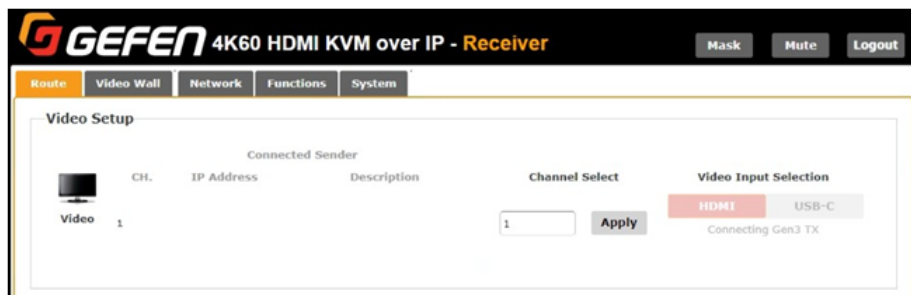 GEFEN 4K60 HDMI KVM over IP - Receiver
Mask Mute Logout
Route Video Wall Network Functions System
Video Setup
Connected Sender
CH. IP Address Description Channel Select Video Input Selection
HDMI USB-C
Video 1 1 Apply
Connecting Gen3 TX